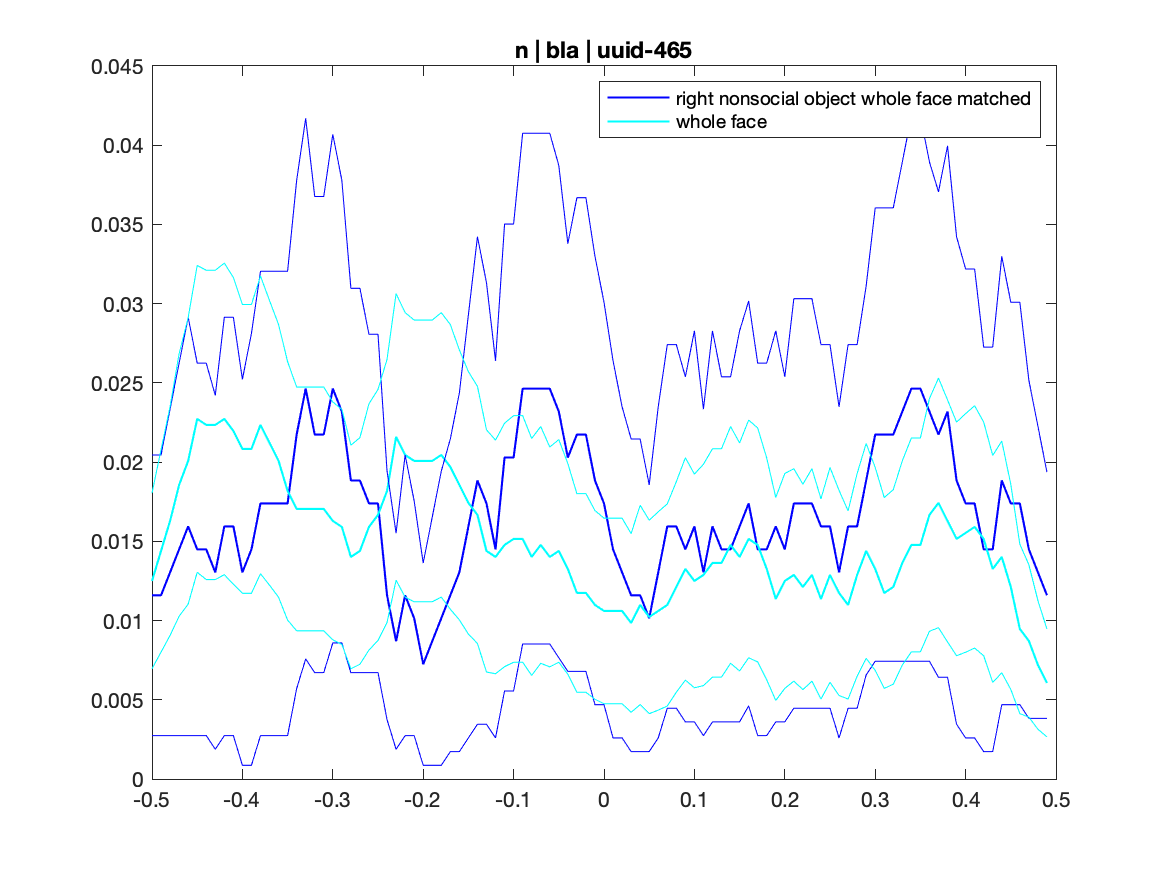 n | bla | uuid-465
0.045
0.04
0.035
0.03
0.025
0.02
0.015
0.01
0.005
0
right nonsocial object whole face matched
whole face
-0.5 -0.4 -0.3 -0.2 -0.1 0 0.1 0.2 0.3 0.4 0.5